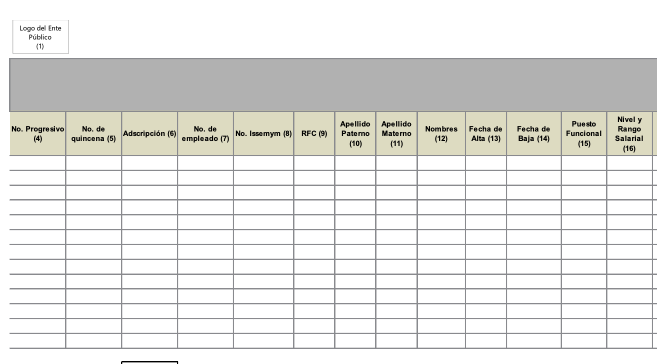 Logo del Ente
Público
(1)
No. Progresivo
(4)
No. de
quincena (5)
Adscripción (6)
No. de
empleado (7)
No. Issemym (8)
RFC (9)
Apellido
Paterno
(10)
Apellido
Materno
(11)
Nombres
(12)
Fecha de
Alta (13)
Fecha de
Baja (14)
Puesto
Funcional
(15)
Nivel y
Rango
Salarial
(16)